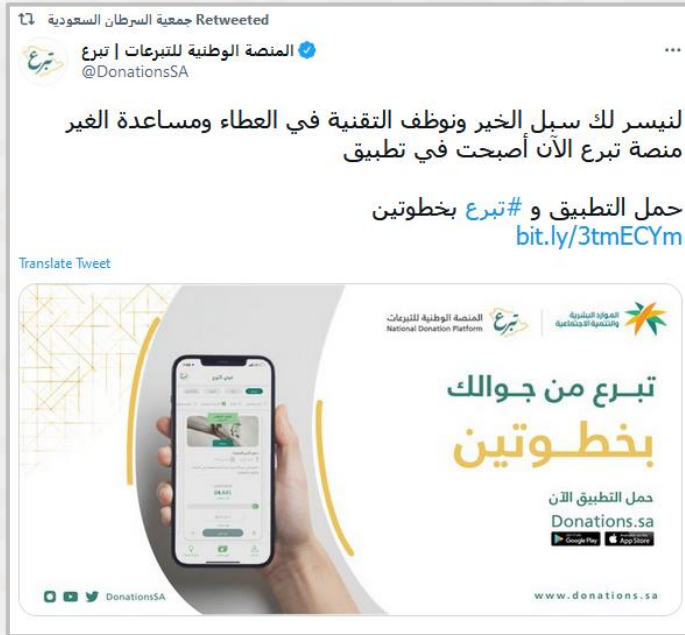 جمعية السرطان السعودية Retweeted
المنصة الوطنية للتبرعات | تبرع
@DonationsSA
لنيسر لك سبل الخير ونوظف التقنية في العطاء ومساعدة الغير
منصة تبرع الآن أصبحت في تطبيق
حمل التطبيق و #تبرع بخطوتين
bit.ly/3tmECYm
Translate Tweet
الموارد البشرية
والتنمية الاجتماعية
تبرع
المنصة الوطنية للتبرعات
National Donation Platform
تبــرع من جــوالك
بخطــوتين
حمل التطبيق الآن
Donations.sa
Google Play
App Store
DonationsSA
www.donations.sa